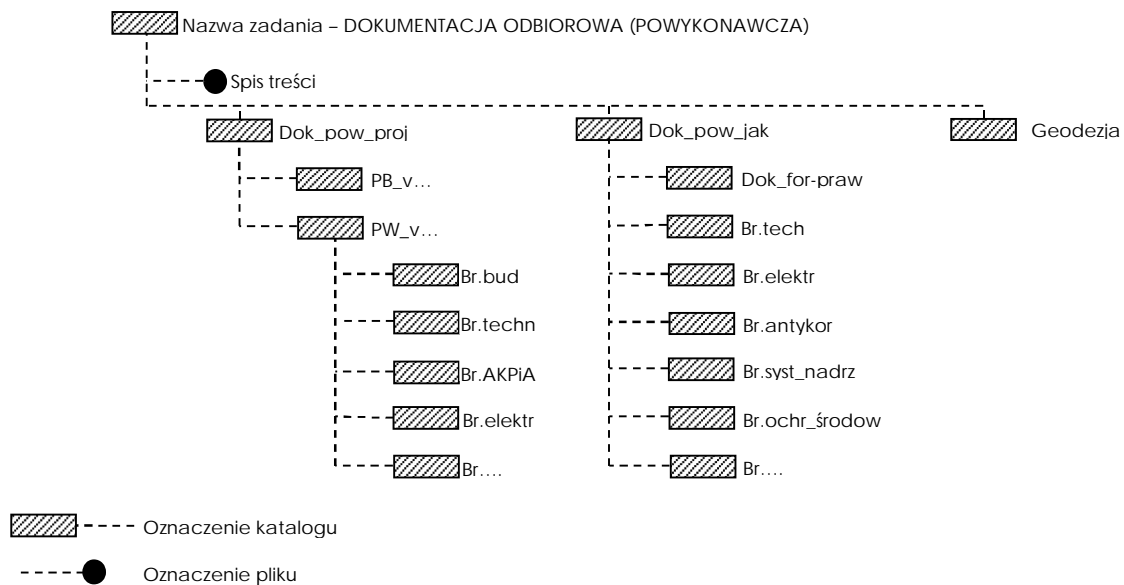 Nazwa zadania – DOKUMENTACJA ODBIOROWA (POWYKONAWCZA)
Spis treści
Dok_pow_proj
Dok_pow_jak
Geodezja
PB_v…
Dok_for-praw
PW_v…
Br.tech
Br.bud
Br.elektr
Br.techn
Br.antykor
Br.AKPiA
Br.syst_nadrz
Br.elektr
Br.ochr_środow
Br.…
Br.…
Oznaczenie katalogu
Oznaczenie pliku